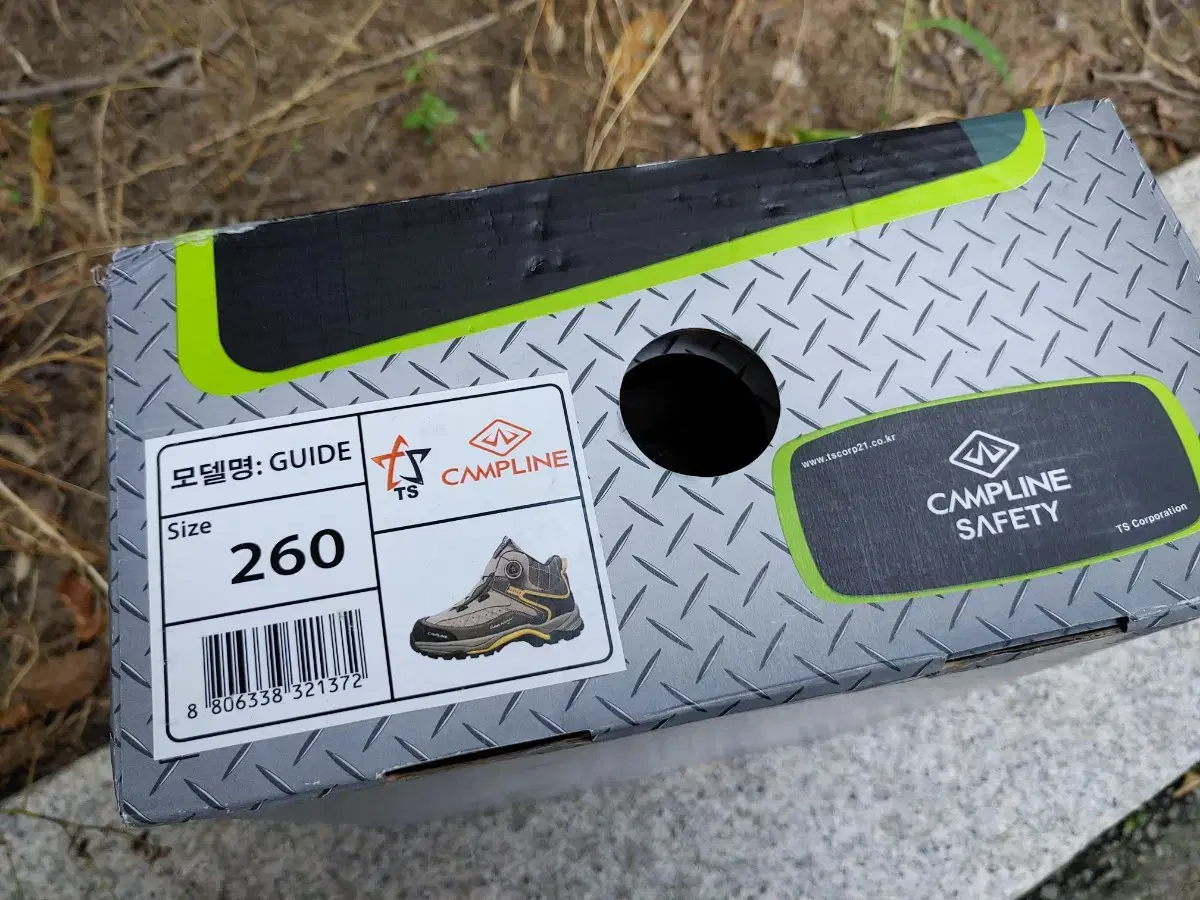 모델명: GUIDE
TS
CAMPLINE
Size
260
8 806338 321372
CAMPLINE
www.tscorp21.co.kr
CAMPLINE
SAFETY
TS Corporation